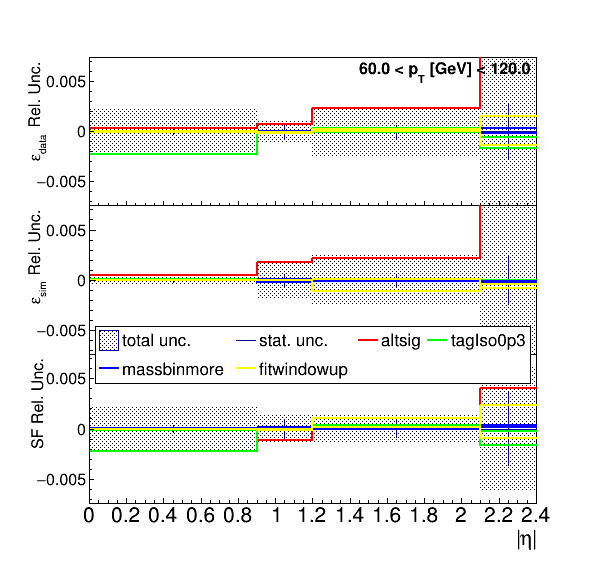 60.0 < pT [GeV] < 120.0
εdata Rel. Unc.
0.005
0
−0.005
εsim Rel. Unc.
0.005
0
−0.005
total unc. stat. unc. altsig tagIso0p3
massbinmore fitwindowup
SF Rel. Unc.
0.005
0
−0.005
0 0.2 0.4 0.6 0.8 1 1.2 1.4 1.6 1.8 2 2.2 2.4
|η|